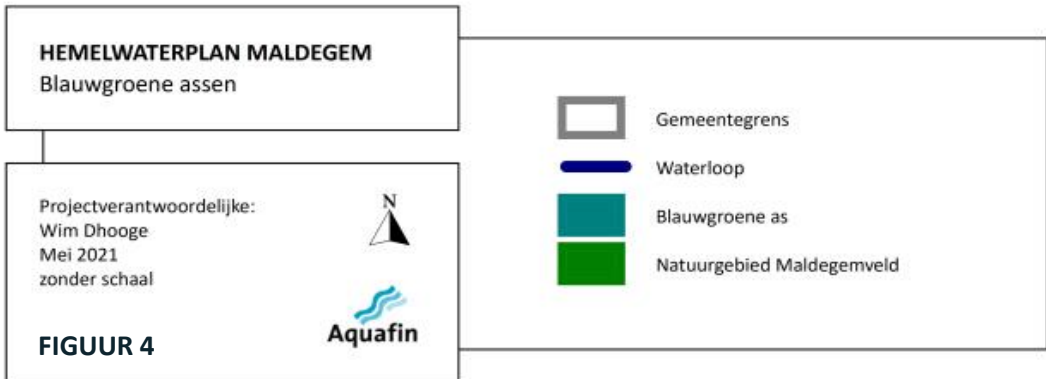 HEMELWATERPLAN MALDEGEM
Blauwgroene assen
Projectverantwoordelijke:
Wim Dhooge
Mei 2021
zonder schaal
N
Aquafin
FIGUUR 4
Gemeentegrens
Waterloop
Blauwgroene as
Natuurgebied Maldegemveld